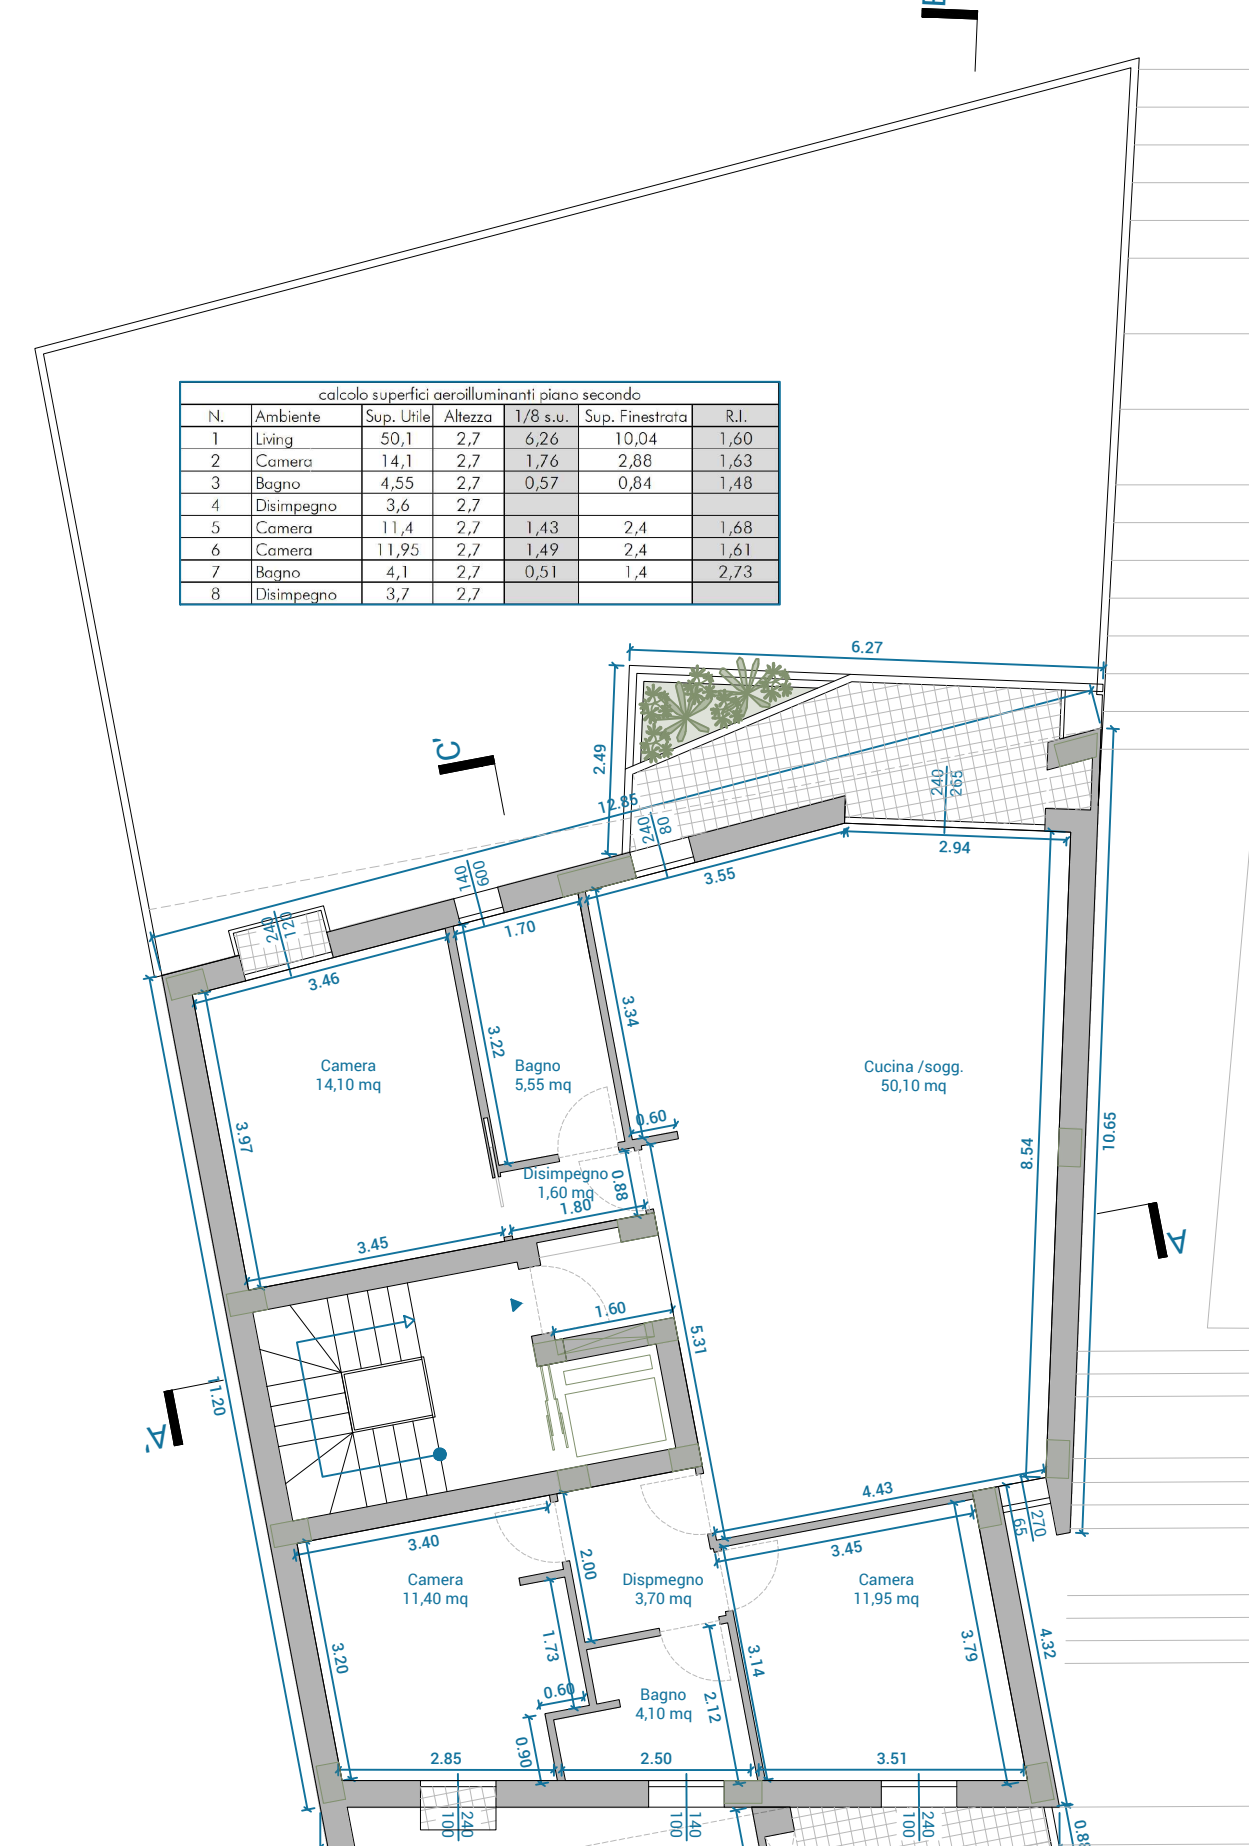 calcolo superfici aeroilluminanti piano secondo
N. Ambiente Sup. Utile Altezza 1/8 s.u. Sup. Finestrata R.I.
1 Living 50,1 2,7 6,26 10,04 1,60
2 Camera 14,1 2,7 1,76 2,88 1,63
3 Bagno 4,55 2,7 0,57 0,84 1,48
4 Disimpegno 3,6 2,7
5 Camera 11,4 2,7 1,43 2,4 1,68
6 Camera 11,95 2,7 1,49 2,4 1,61
7 Bagno 4,1 2,7 0,51 1,4 2,73
8 Disimpegno 3,7 2,7
6.27
2.49
C'
12.85
240
80
240
265
2.94
3.55
140
600
1.70
240
120
3.46
3.34
3.22
Camera
14,10 mq
Bagno
5,55 mq
Cucina /sogg.
50,10 mq
3.97
0.60
8.54
10.65
Disimpegno
1,60 mq
0.88
1.80
3.45
A
1.60
5.31
11.20
A'
4.43
270
65
3.40
3.45
2.00
Camera
11,40 mq
Dispmegno
3,70 mq
Camera
11,95 mq
3.20
1.73
3.14
3.79
4.32
0.60
Bagno
4,10 mq
2.12
0.90
2.85
2.50
3.51
240
100
140
100
240
100